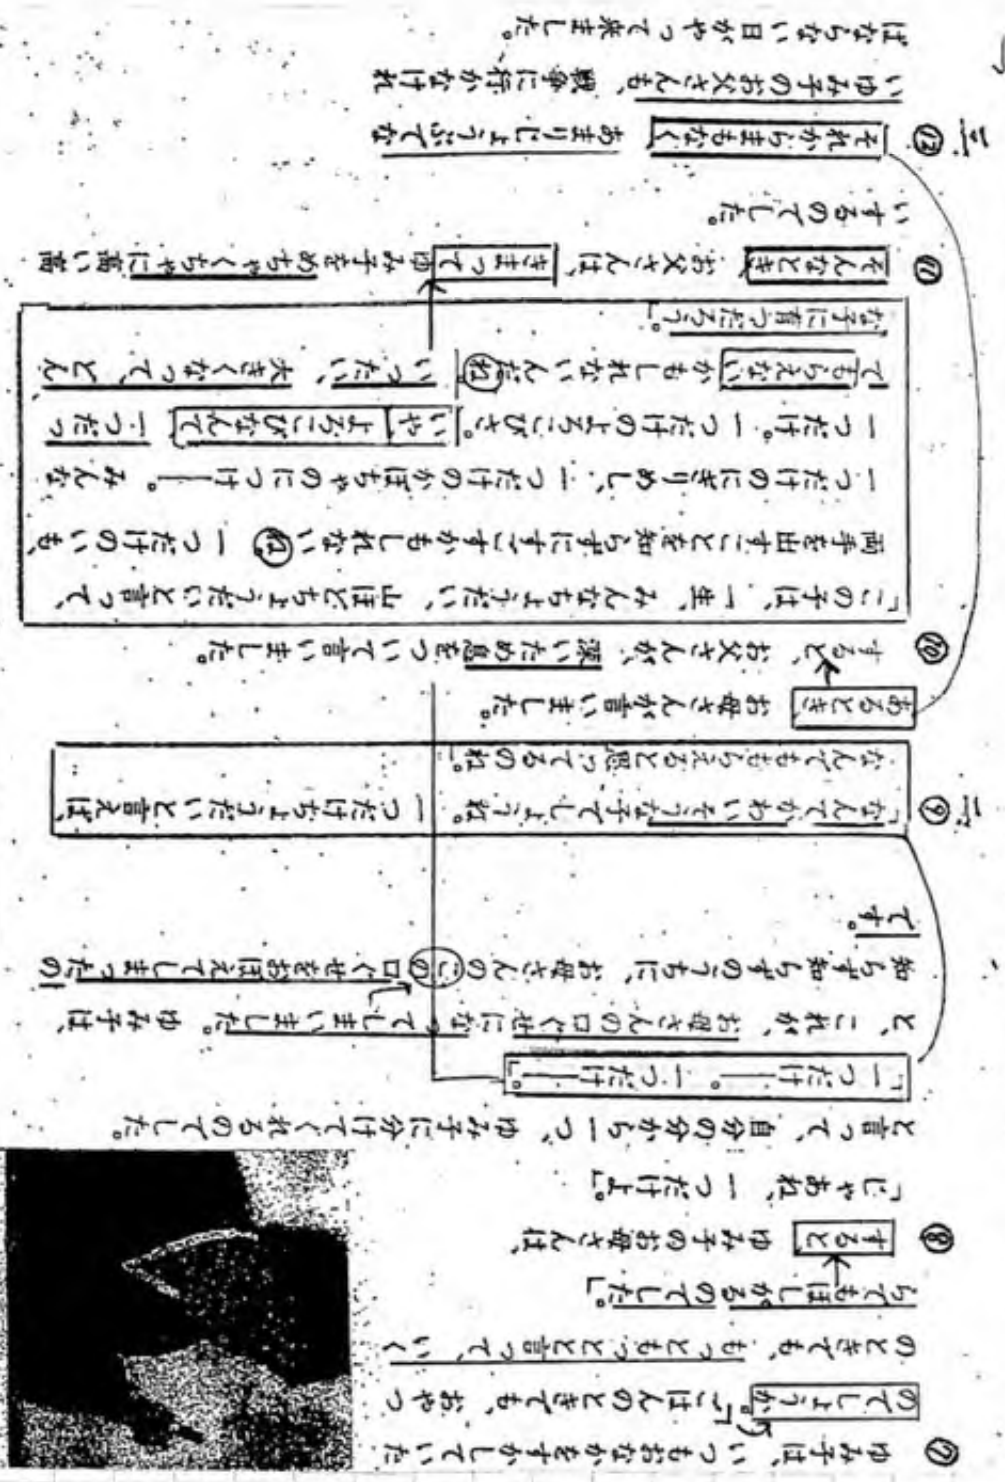 ⑦ ゆみ子は、いつもおなかをすかしていた
のでしょうか。ごはんのときでも、おやつ
のときでも、もっともっとと言って、いく
らでもほしがるのでした。
⑧ すると、ゆみ子のお母さんは、
「じゃあね、一つだけよ。」
と言って、自分の分から一つ、ゆみ子に分けてくれるのでした。
「一つだけ――。一つだけ――。」
と、これが、お母さんの口ぐせになってしまいました。ゆみ子は、
知らず知らずのうちに、お母さんのこの口ぐせをおぼえてしまったの
です。
二
⑨ 「なんてかわいそうな子でしょうね。一つだけちょうだいと言えば、
なんでももらえると思ってるのね。」
あるとき、お母さんが言いました。
⑩ すると、お父さんが、深いため息をついて言いました。
「この子は、一生、みんなちょうだい、山ほどちょうだいと言って、
両手を出すことを知らずにすごすかもしれないね。一つだけのいも、
一つだけのにぎりめし、一つだけのかぼちゃのにつけ――。みんな
一つだけ。一つだけのよろこびさ。いや、よろこびなんて、一つだっ
てもらえないかもしれないんだね。いったい、大きくなって、どん
な子に育つだろう。」
⑪ そんなとき、お父さんは、きまってゆみ子をめちゃくちゃに高い高
いするのでした。
三
⑫ それからまもなく、あまりじょうぶでな
いゆみ子のお父さんも、戦争に行かなけれ
ばならない日がやって来ました。